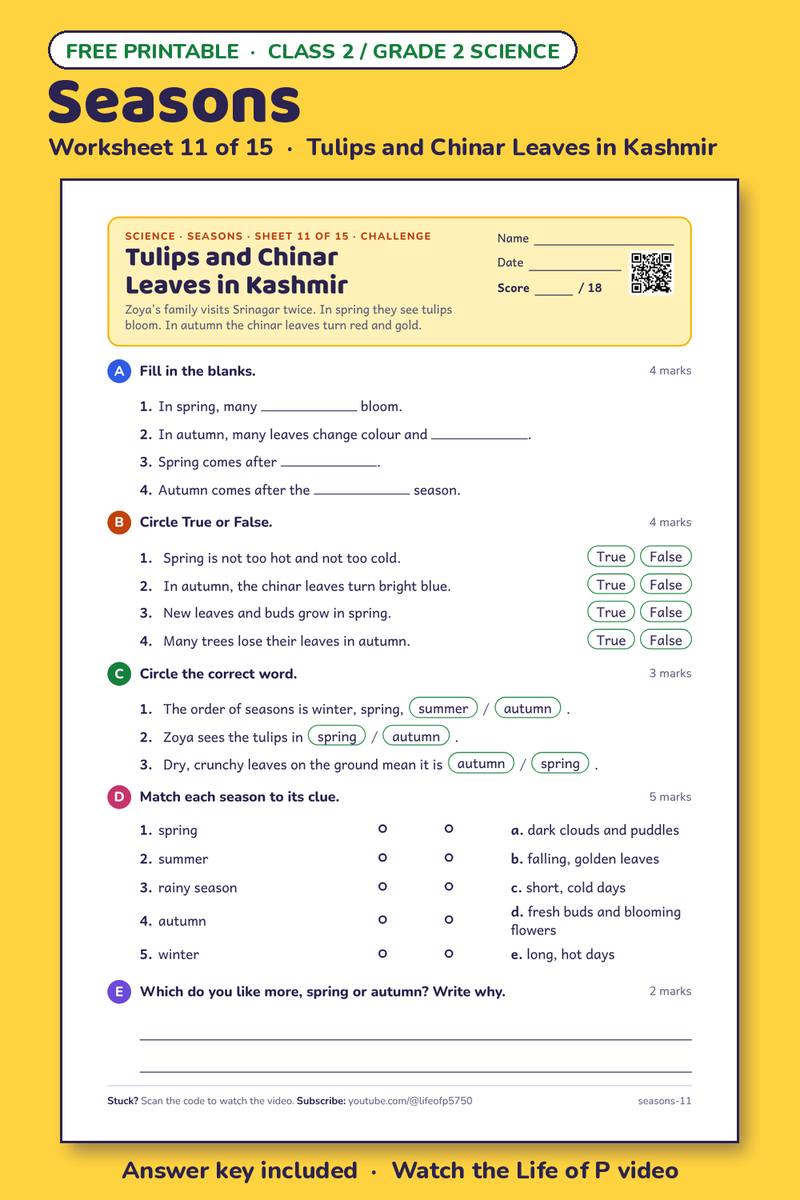 FREE PRINTABLE · CLASS 2 / GRADE 2 SCIENCE
Seasons
Worksheet 11 of 15 · Tulips and Chinar Leaves in Kashmir
SCIENCE · SEASONS · SHEET 11 OF 15 · CHALLENGE
Tulips and Chinar
Leaves in Kashmir
Zoya's family visits Srinagar twice. In spring they see tulips
bloom. In autumn the chinar leaves turn red and gold.
Name ____________
Date ____________
Score _____ / 18
A Fill in the blanks. 4 marks
1. In spring, many ____________ bloom.
2. In autumn, many leaves change colour and ____________.
3. Spring comes after ____________.
4. Autumn comes after the ____________ season.
B Circle True or False. 4 marks
1. Spring is not too hot and not too cold. True False
2. In autumn, the chinar leaves turn bright blue. True False
3. New leaves and buds grow in spring. True False
4. Many trees lose their leaves in autumn. True False
C Circle the correct word. 3 marks
1. The order of seasons is winter, spring, summer / autumn .
2. Zoya sees the tulips in spring / autumn .
3. Dry, crunchy leaves on the ground mean it is autumn / spring .
D Match each season to its clue. 5 marks
1. spring a. dark clouds and puddles
2. summer b. falling, golden leaves
3. rainy season c. short, cold days
4. autumn d. fresh buds and blooming
flowers
5. winter e. long, hot days
E Which do you like more, spring or autumn? Write why. 2 marks
Stuck? Scan the code to watch the video. Subscribe: youtube.com/@lifeofp5750 seasons-11
Answer key included · Watch the Life of P video